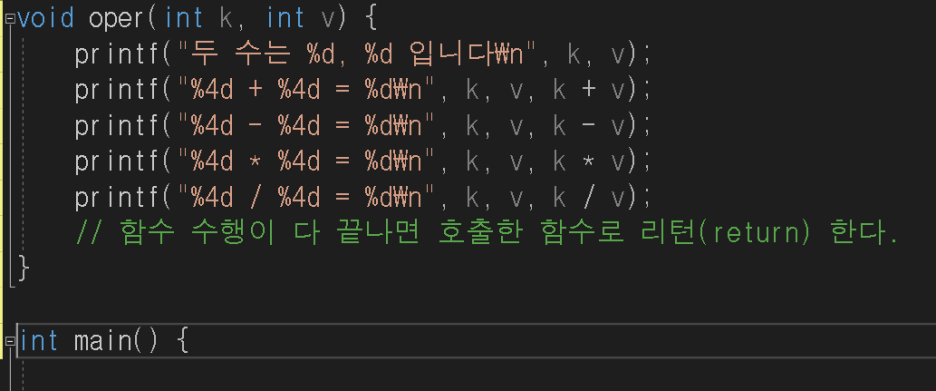 void oper(int k, int v) {
printf("두 수는 %d, %d 입니다₩n", k, v);
printf("%4d + %4d = %d₩n", k, v, k + v);
printf("%4d - %4d = %d₩n", k, v, k - v);
printf("%4d * %4d = %d₩n", k, v, k * v);
printf("%4d / %4d = %d₩n", k, v, k / v);
// 함수 수행이 다 끝나면 호출한 함수로 리턴(return) 한다.
}
int main() {